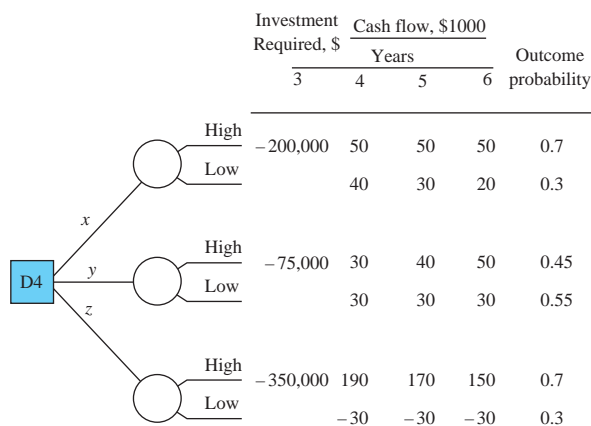 Investment Required, $
Cash flow, $1000
Years
Outcome probability
3 4 5 6
High
–200,000 50 50 50 0.7
Low
40 30 20 0.3
x
High
–75,000 30 40 50 0.45
D4
y
Low
30 30 30 0.55
z
High
–350,000 190 170 150 0.7
Low
–30 –30 –30 0.3